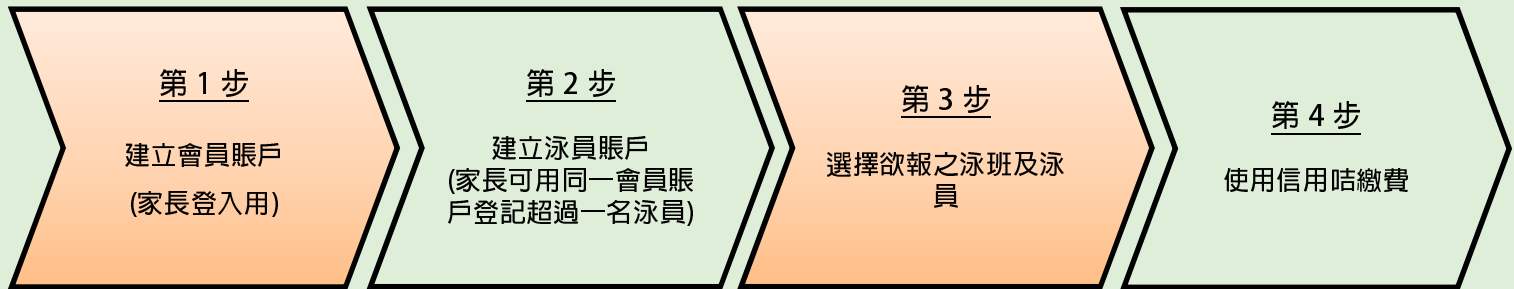 第 1 步
建立會員賬戶
(家長登入用)
第 2 步
建立泳員賬戶
(家長可用同一會員賬
戶登記超過一名泳員)
第 3 步
選擇欲報之泳班及泳
員
第 4 步
使用信用咭繳費